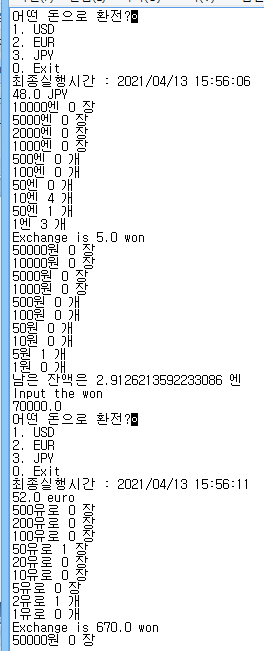 어떤 돈으로 환전?
1. USD
2. EUR
3. JPY
0. Exit
최종실행시간 : 2021/04/13 15:56:06
48.0 JPY
10000엔 0 장
5000엔 0 장
2000엔 0 장
1000엔 0 장
500엔 0 개
100엔 0 개
50엔 0 개
10엔 4 개
50엔 1 개
1엔 3 개
Exchange is 5.0 won
50000원 0 장
10000원 0 장
5000원 0 장
1000원 0 장
500원 0 개
100원 0 개
50원 0 개
10원 0 개
5원 1 개
1원 0 개
남은 잔액은 2.9126213592233086 엔
Input the won
70000.0
어떤 돈으로 환전?
1. USD
2. EUR
3. JPY
0. Exit
최종실행시간 : 2021/04/13 15:56:11
52.0 euro
500유로 0 장
200유로 0 장
100유로 0 장
50유로 1 장
20유로 0 장
10유로 0 장
5유로 0 장
2유로 1 개
1유로 0 개
Exchange is 670.0 won
50000원 0 장